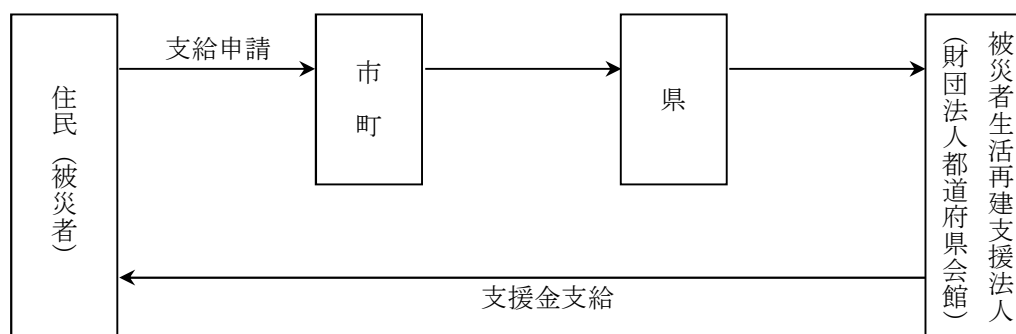 住民（被災者）
支給申請
市
町
県
被災者生活再建支援法人
（財団法人都道府県会館）
支援金支給